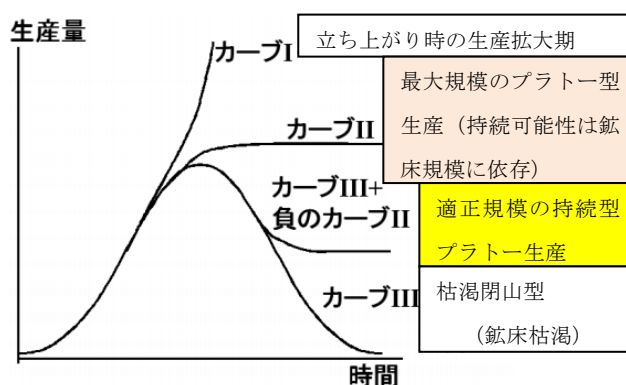 生産量
カーブI
立ち上がり時の生産拡大期
最大規模のプラトー型
生産（持続可能性は鉱
床規模に依存）
カーブII
カーブIII+
負のカーブII
適正規模の持続型
プラトー生産
カーブIII
枯渇閉山型
（鉱床枯渇）
時間